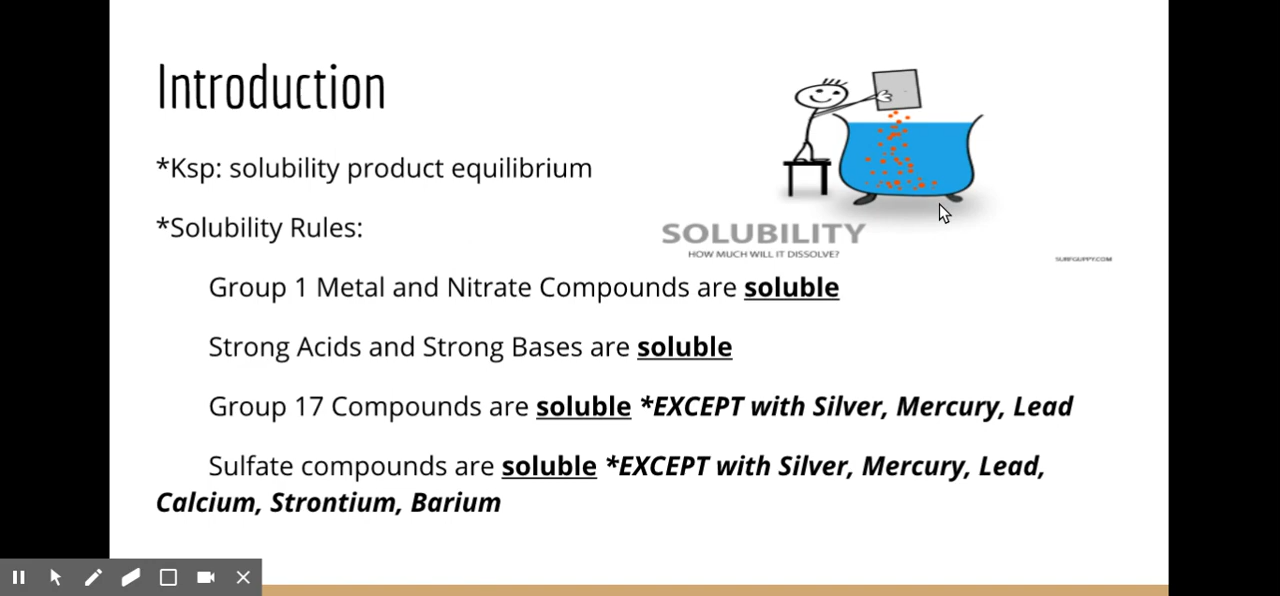 Introduction
*Ksp: solubility product equilibrium
*Solubility Rules:
SOLUBILITY
HOW MUCH WILL IT DISSOLVE?
SURFGUPPY.COM
Group 1 Metal and Nitrate Compounds are soluble
Strong Acids and Strong Bases are soluble
Group 17 Compounds are soluble *EXCEPT with Silver, Mercury, Lead
Sulfate compounds are soluble *EXCEPT with Silver, Mercury, Lead,
Calcium, Strontium, Barium